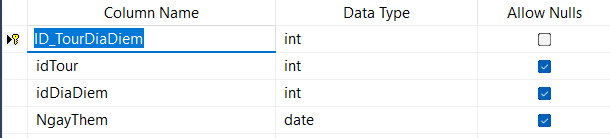 Column Name Data Type Allow Nulls
ID_TourDiaDiem int
idTour int
idDiaDiem int
NgayThem date